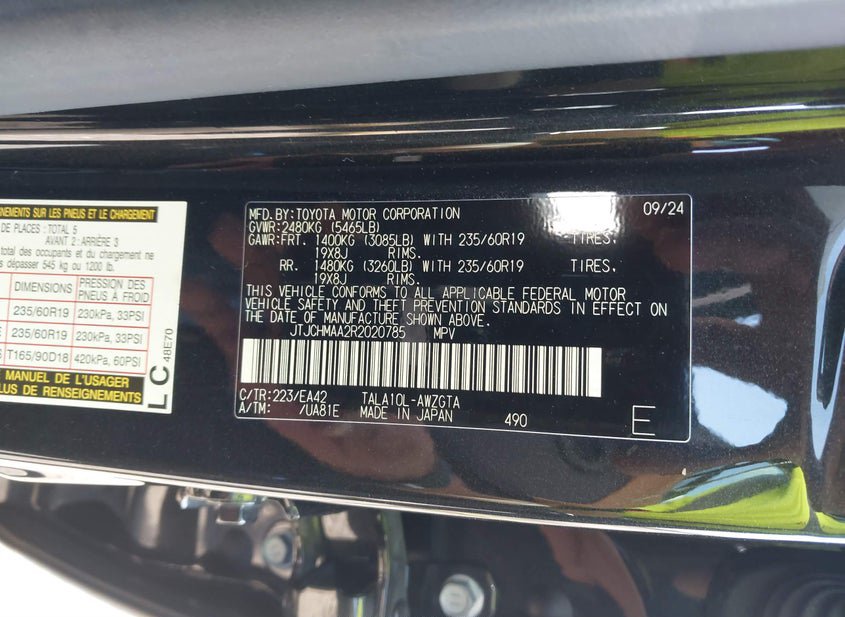 GNEMENTS SUR LES PNEUS ET LE CHARGEMENT
DE PLACES: TOTAL 5
AVANT 2: ARRIÈRE 3
total des occupants et du chargement ne
s dépasser 545 kg ou 1200 lb.
DIMENSIONS PRESSION DES PNEUS À FROID
235/60R19 230kPa, 33PSI
235/60R19 230kPa, 33PSI
T165/90D18 420kPa, 60PSI
MANUEL DE L'USAGER
PLUS DE RENSEIGNEMENTS
LC
48E70
MFD.BY:TOYOTA MOTOR CORPORATION 09/24
GVWR:2480KG (5465LB)
GAWR:FRT. 1400KG (3085LB) WITH 235/60R19 TIRES.
19X8J RIMS.
RR. 1480KG (3260LB) WITH 235/60R19 TIRES.
19X8J RIMS.
THIS VEHICLE CONFORMS TO ALL APPLICABLE FEDERAL MOTOR
VEHICLE SAFETY AND THEFT PREVENTION STANDARDS IN EFFECT ON
THE DATE OF MANUFACTURE SHOWN ABOVE.
JTJCHMAA2R2020785 MPV
C/TR:223/EA42 TALA10L-AWZGTA
A/TM: /UA81E MADE IN JAPAN 490
E